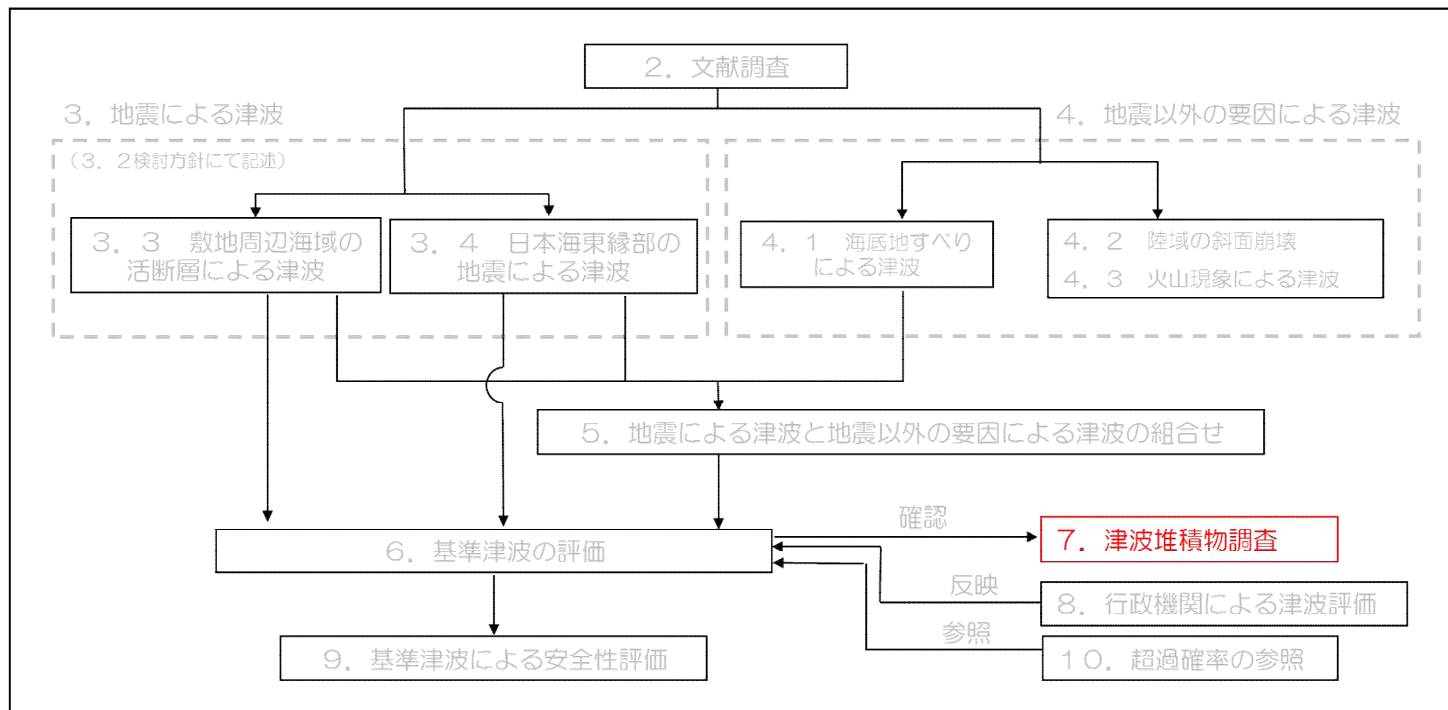 ２．文献調査
３．地震による津波
４．地震以外の要因による津波
（３．２検討方針にて記述）
３．３　敷地周辺海域の
活断層による津波
３．４　日本海東縁部の
地震による津波
４．１　海底地すべり
による津波
４．２　陸域の斜面崩壊
４．３　火山現象による津波
５．地震による津波と地震以外の要因による津波の組合せ
６．基準津波の評価
確認
７．津波堆積物調査
反映
８．行政機関による津波評価
参照
９．基準津波による安全性評価
１０．超過確率の参照